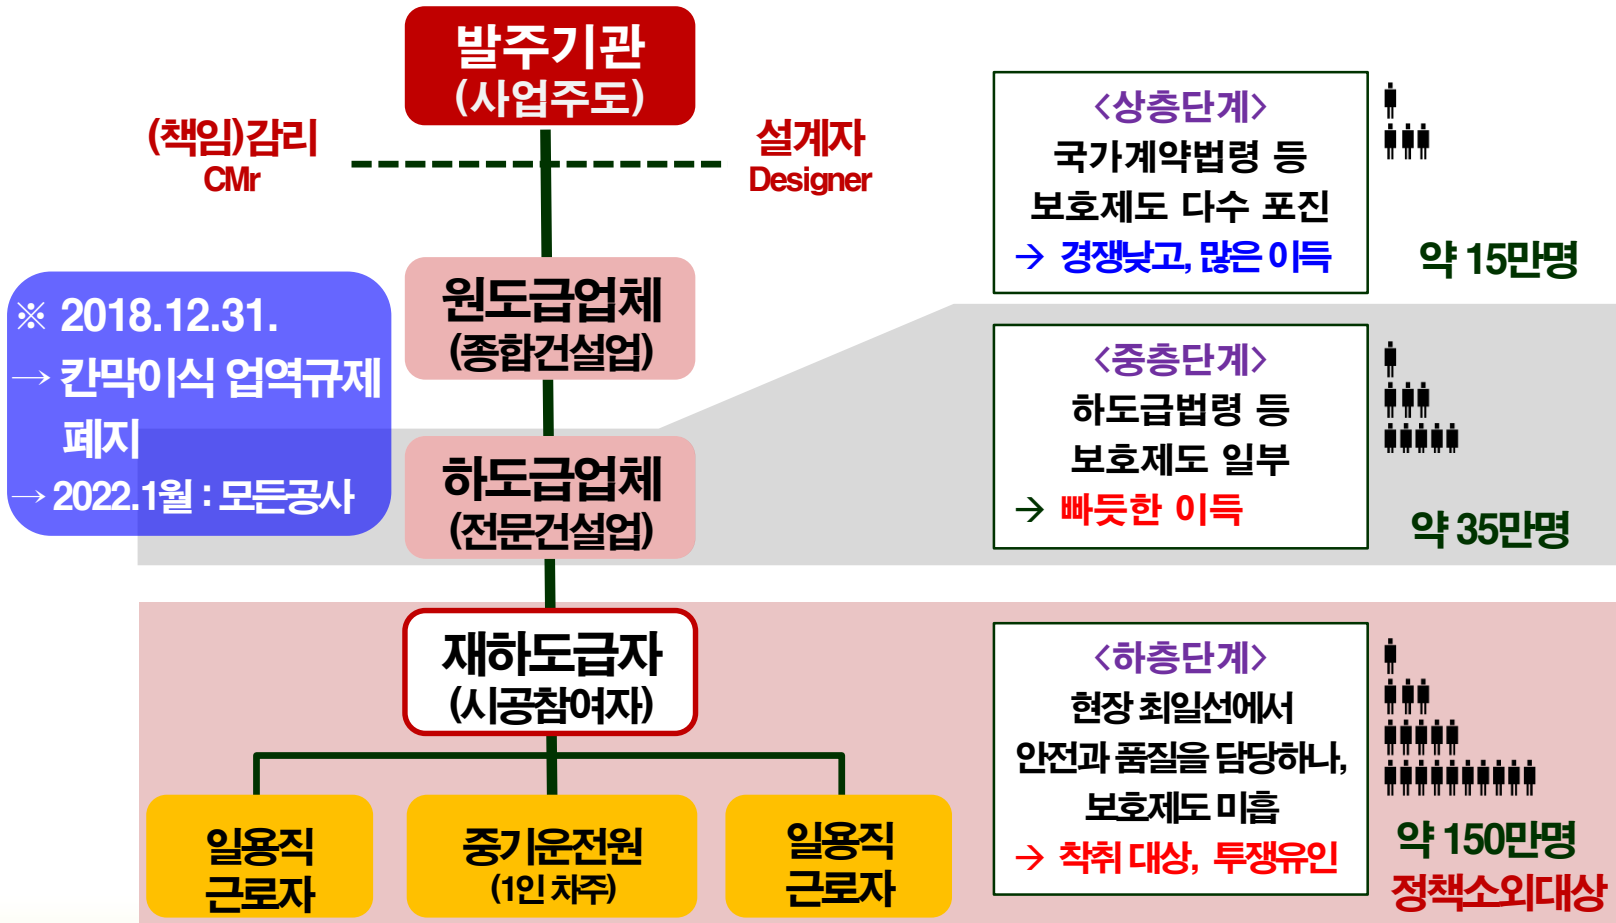 발주기관
(사업주도)
(책임)감리
CMr
설계자
Designer
원도급업체
(종합건설업)
※ 2018.12.31.
→ 칸막이식 업역규제
폐지
→ 2022.1월 : 모든공사
하도급업체
(전문건설업)
재하도급자
(시공참여자)
일용직
근로자
중기운전원
(1인 차주)
일용직
근로자
<상층단계>
국가계약법령 등
보호제도 다수 포진
→ 경쟁낮고, 많은 이득
약 15만명
<중층단계>
하도급법령 등
보호제도 일부
→ 빠듯한 이득
약 35만명
<하층단계>
현장 최일선에서
안전과 품질을 담당하나,
보호제도 미흡
→ 착취 대상, 투쟁유인
약 150만명
정책소외대상